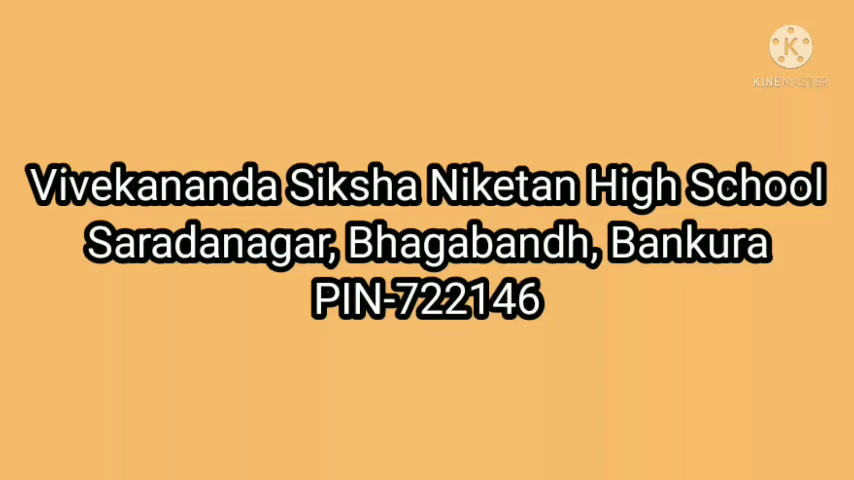 K
KINEMASTER
Vivekananda Siksha Niketan High School
Saradanagar, Bhagabandh, Bankura
PIN-722146